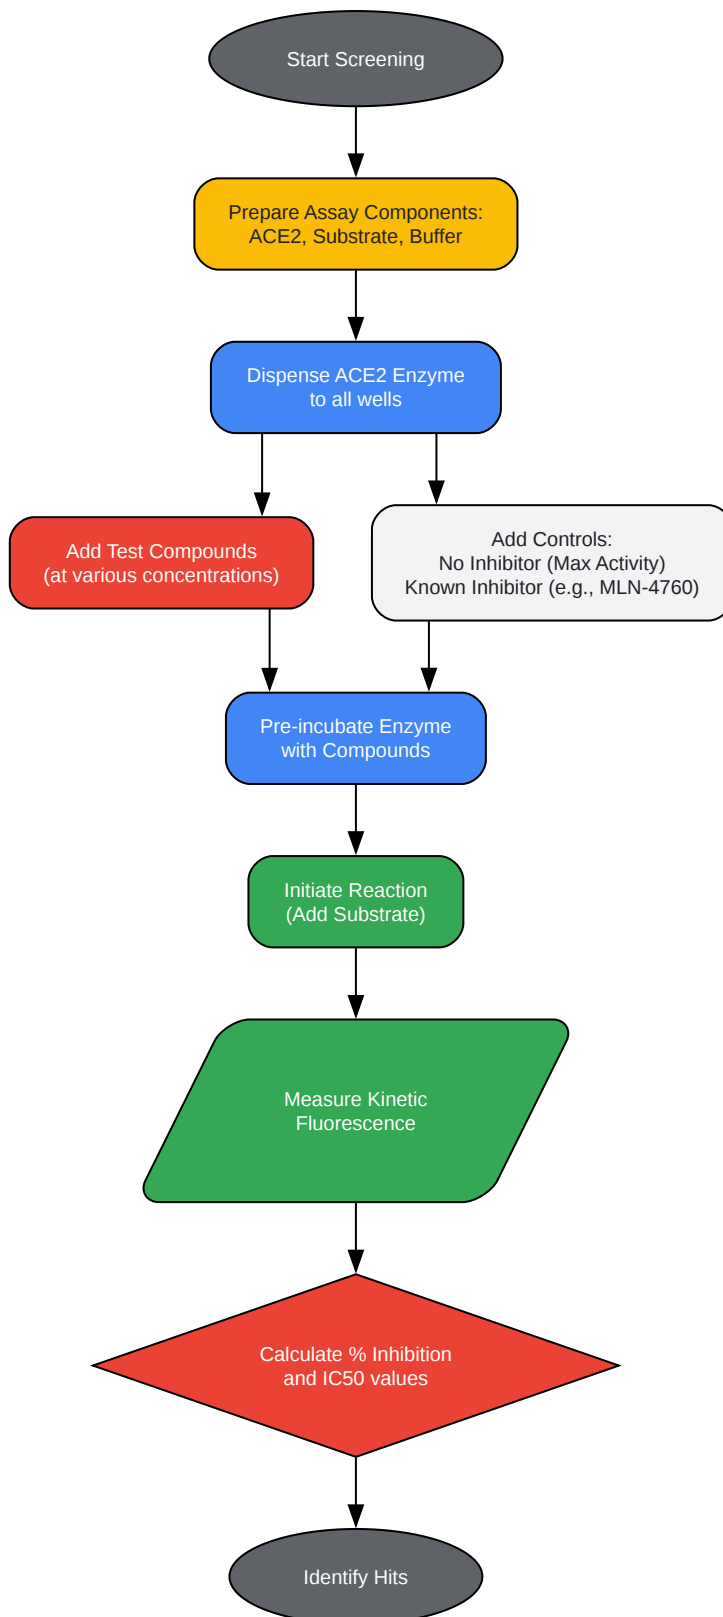 Start Screening
Prepare Assay Components:
ACE2, Substrate, Buffer
Dispense ACE2 Enzyme
to all wells
Add Test Compounds
(at various concentrations)
Add Controls:
No Inhibitor (Max Activity)
Known Inhibitor (e.g., MLN-4760)
Pre-incubate Enzyme
with Compounds
Initiate Reaction
(Add Substrate)
Measure Kinetic
Fluorescence
Calculate % Inhibition
and IC50 values
Identify Hits